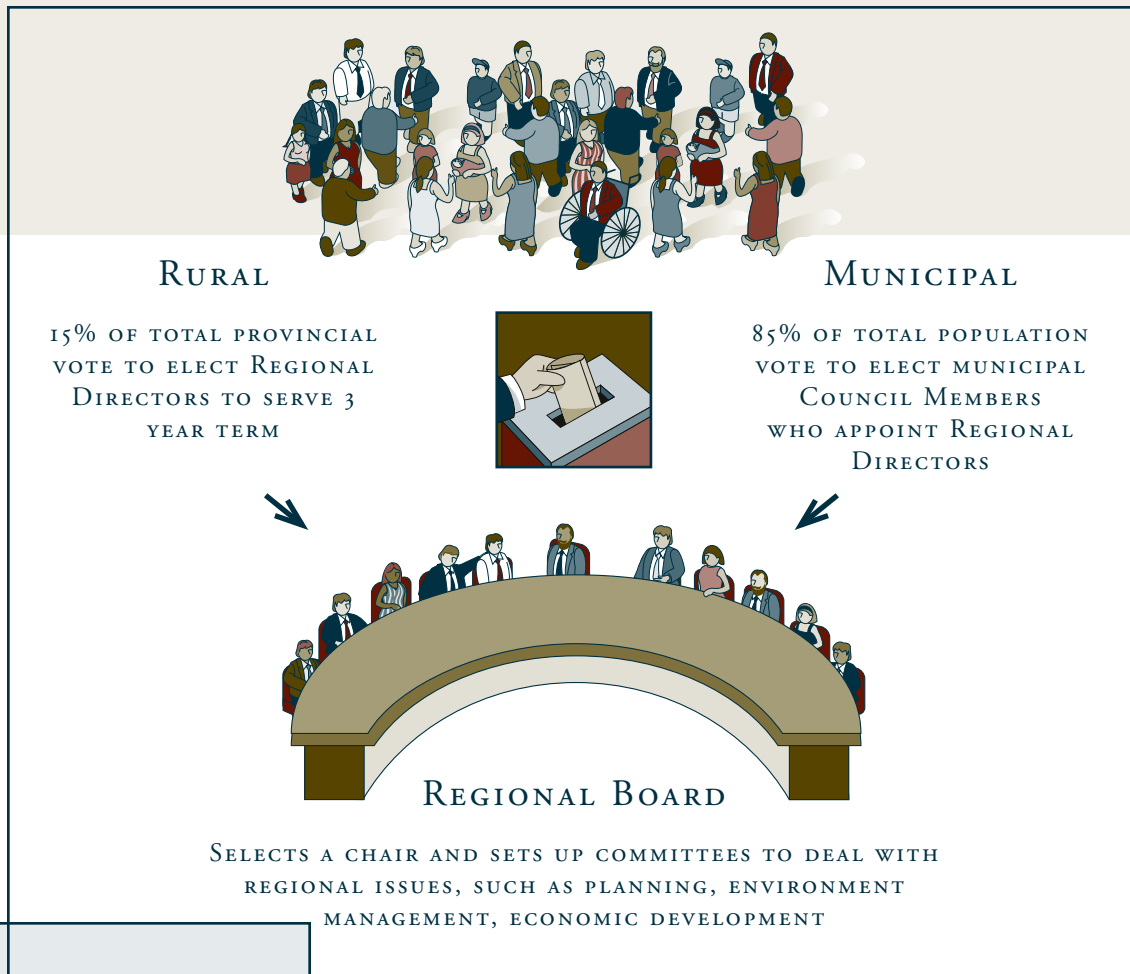 Rural
15% of total provincial
vote to elect Regional
Directors to serve 3
year term
Municipal
85% of total population
vote to elect municipal
Council Members
who appoint Regional
Directors
Regional Board
Selects a chair and sets up committees to deal with
regional issues, such as planning, environment
management, economic development